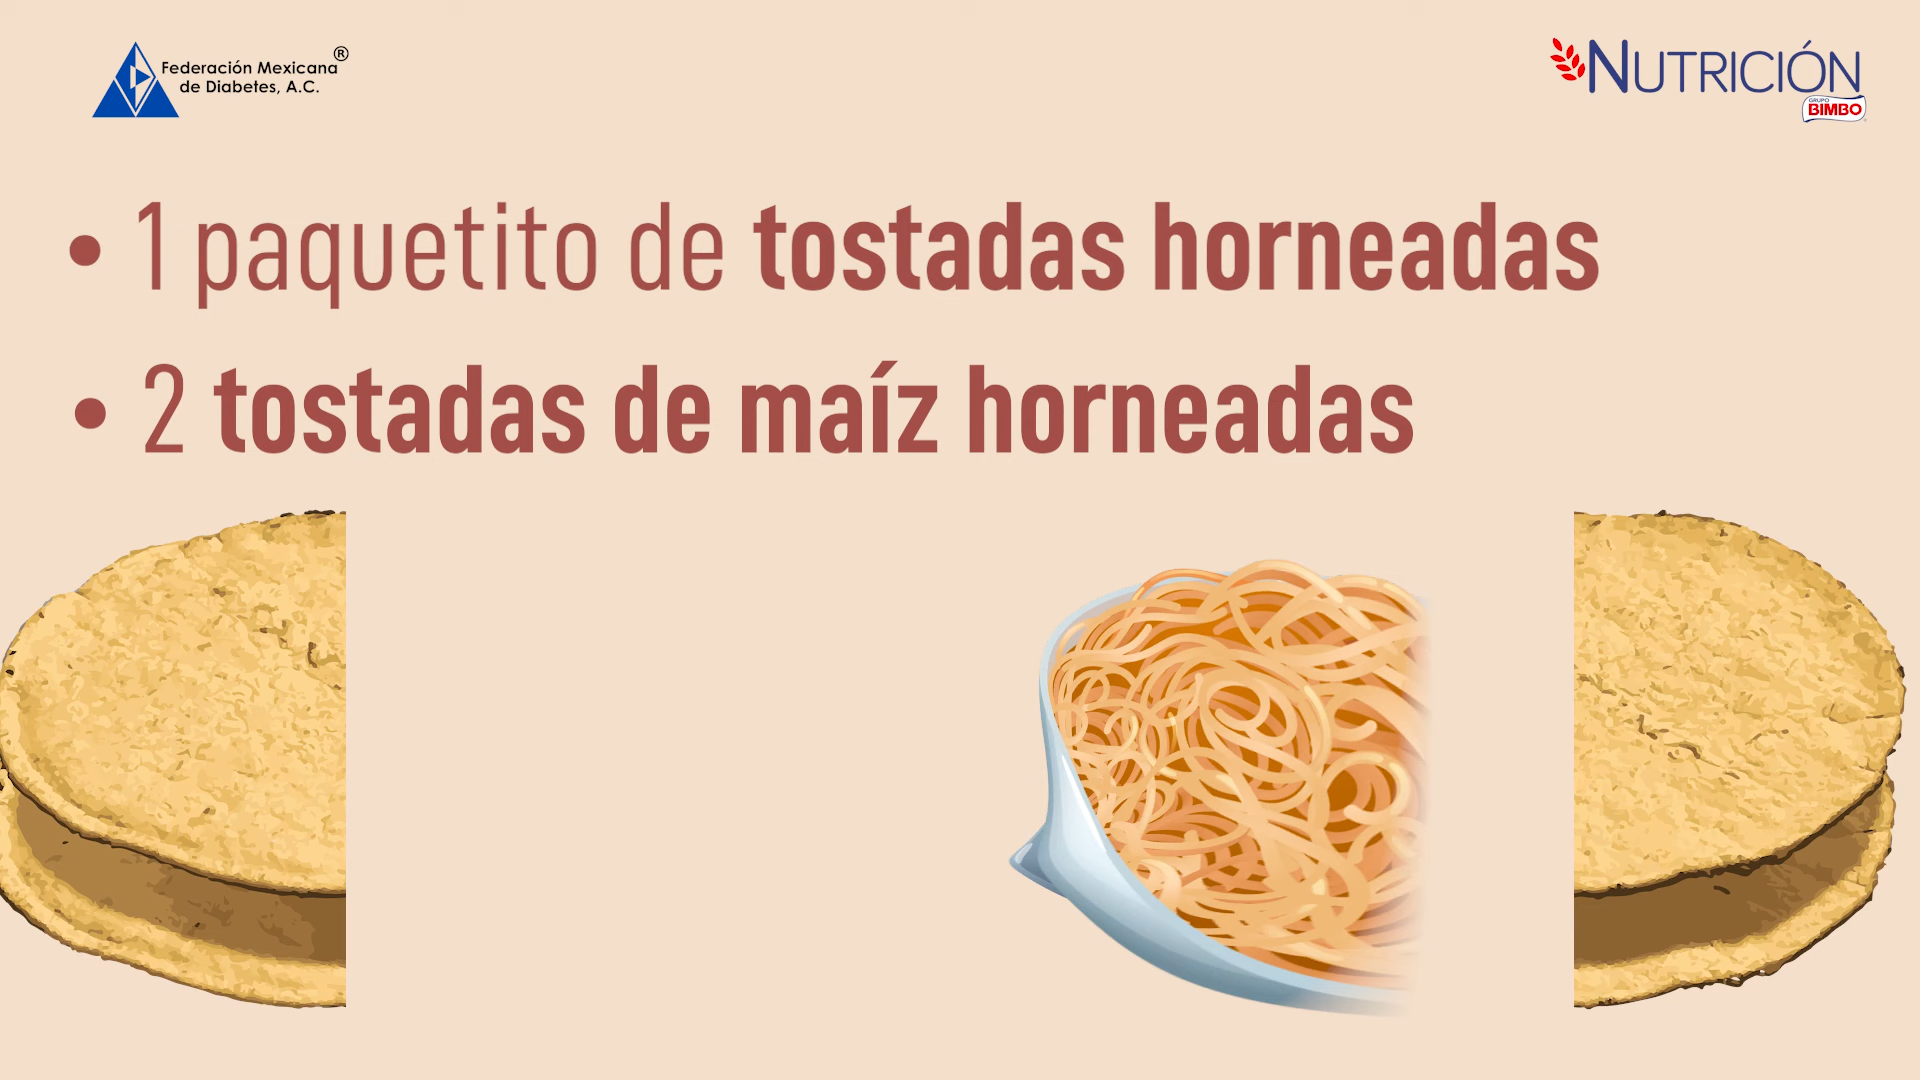 Federación Mexicana®
de Diabetes, A.C.
NUTRICIÓN
GRUPO
BIMBO
• 1 paquetito de tostadas horneadas
• 2 tostadas de maíz horneadas